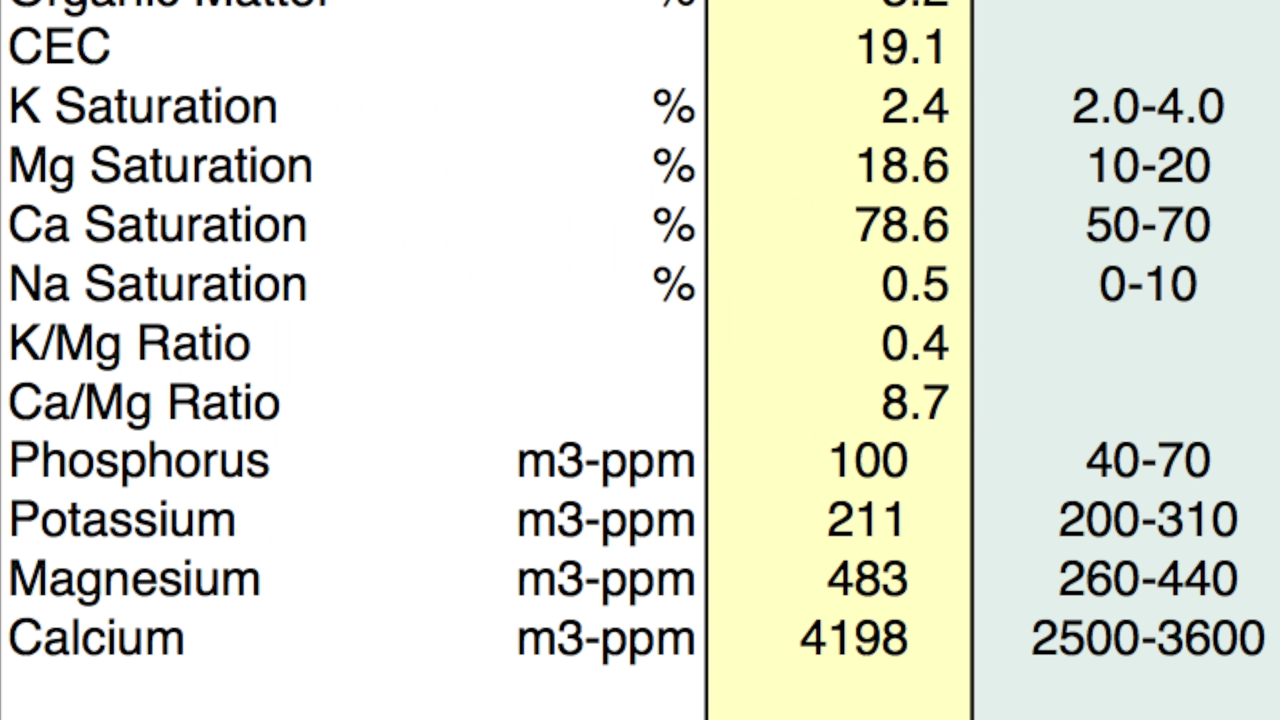 Organic Matter %
CEC 19.1
K Saturation % 2.4 2.0-4.0
Mg Saturation % 18.6 10-20
Ca Saturation % 78.6 50-70
Na Saturation % 0.5 0-10
K/Mg Ratio 0.4
Ca/Mg Ratio 8.7
Phosphorus m3-ppm 100 40-70
Potassium m3-ppm 211 200-310
Magnesium m3-ppm 483 260-440
Calcium m3-ppm 4198 2500-3600